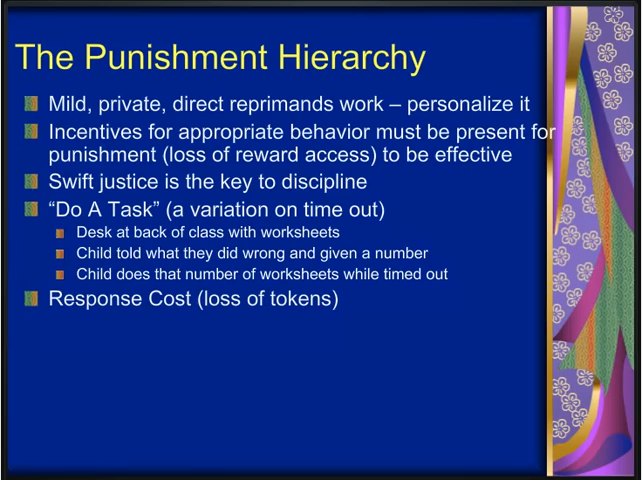 The Punishment Hierarchy
Mild, private, direct reprimands work – personalize it
Incentives for appropriate behavior must be present for
punishment (loss of reward access) to be effective
Swift justice is the key to discipline
“Do A Task” (a variation on time out)
Desk at back of class with worksheets
Child told what they did wrong and given a number
Child does that number of worksheets while timed out
Response Cost (loss of tokens)